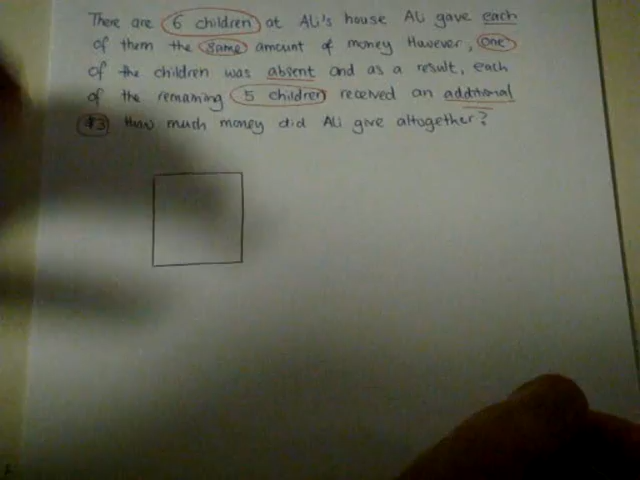 There are 6 children at Ali's house Ali gave each
of them the same amount of money However, one
of the children was absent and as a result, each
of the remaining 5 children received an additional
$3 How much money did Ali give altogether?